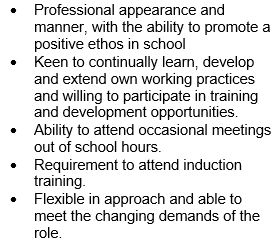 • Professional appearance and
manner, with the ability to promote a
positive ethos in school
• Keen to continually learn, develop
and extend own working practices
and willing to participate in training
and development opportunities.
• Ability to attend occasional meetings
out of school hours.
• Requirement to attend induction
training.
• Flexible in approach and able to
meet the changing demands of the
role.